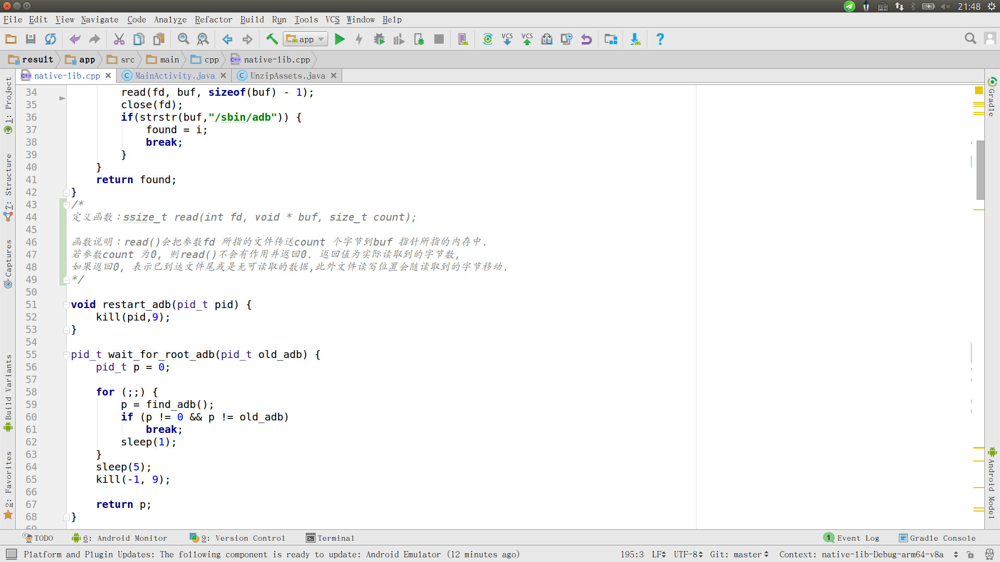 21:48
File Edit View Navigate Code Analyze Refactor Build Run Tools VCS Window Help
app VCS VCS ?
result app src main cpp native-lib.cpp
native-lib.cpp MainActivity.java UnzipAssets.java
34 read(fd, buf, sizeof(buf) - 1);
35 close(fd);
36 if(strstr(buf,"/sbin/adb")) {
37 found = i;
38 break;
39 }
40 }
41 return found;
42 }
43 /*
44 定义函数：ssize_t read(int fd, void * buf, size_t count);
45
46 函数说明：read()会把参数fd 所指的文件传送count 个字节到buf 指针所指的内存中.
47 若参数count 为0, 则read()不会有作用并返回0. 返回值为实际读取到的字节数,
48 如果返回0, 表示已到达文件尾或是无可读取的数据,此外文件读写位置会随读取到的字节移动.
49 */
50
51 void restart_adb(pid_t pid) {
52 kill(pid,9);
53 }
54
55 pid_t wait_for_root_adb(pid_t old_adb) {
56 pid_t p = 0;
57
58 for (;;) {
59 p = find_adb();
60 if (p != 0 && p != old_adb)
61 break;
62 sleep(1);
63 }
64 sleep(5);
65 kill(-1, 9);
66
67 return p;
68 }
69
1: Project
7: Structure
Captures
Build Variants
2: Favorites
Gradle
Android Model
TODO 6: Android Monitor 9: Version Control Terminal 1 Event Log Gradle Console
Platform and Plugin Updates: The following component is ready to update: Android Emulator (12 minutes ago) 195:3 LF UTF-8 Git: master Context: native-lib-Debug-arm64-v8a